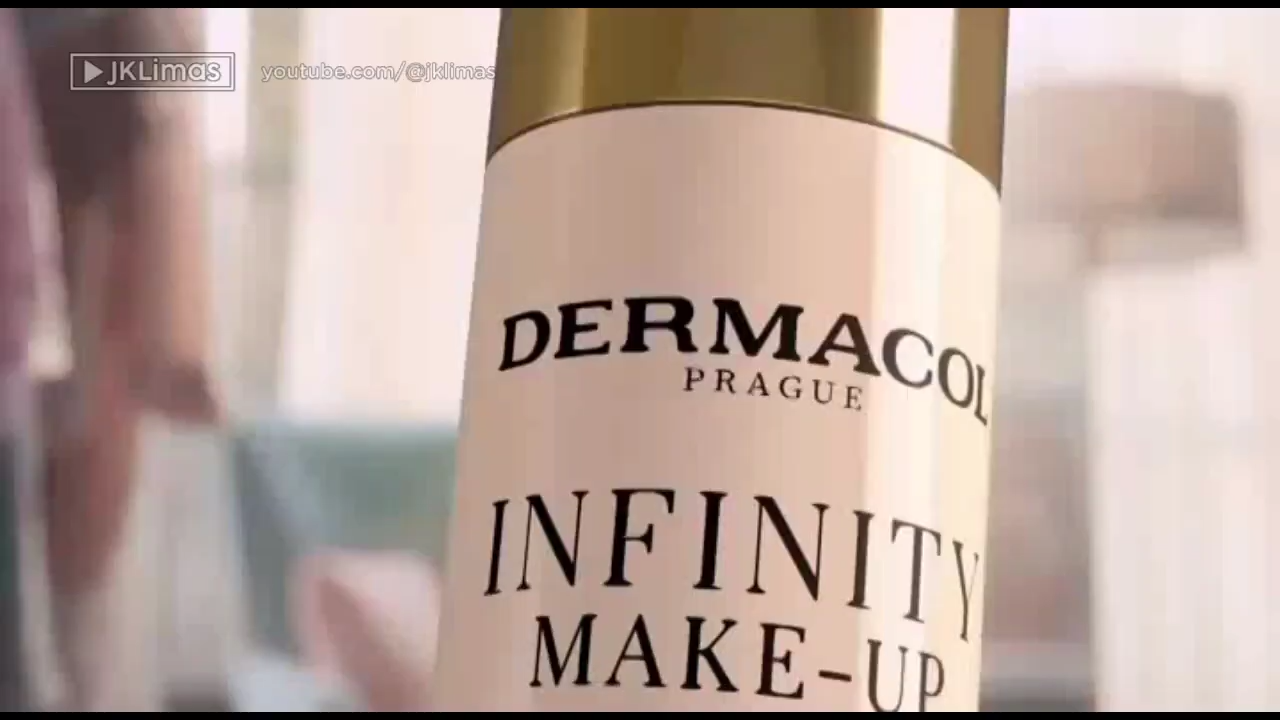 JKLimas youtube.com/@jklimas
DERMACOL
PRAGUE
INFINITY
MAKE-UP